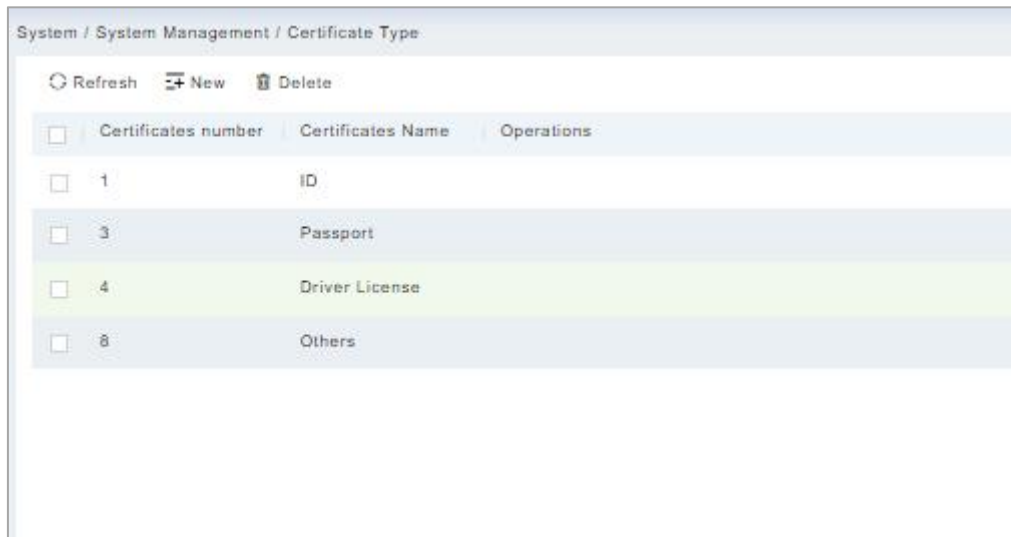 System / System Management / Certificate Type
Refresh New Delete
Certificates number Certificates Name Operations
1 ID
3 Passport
4 Driver License
8 Others